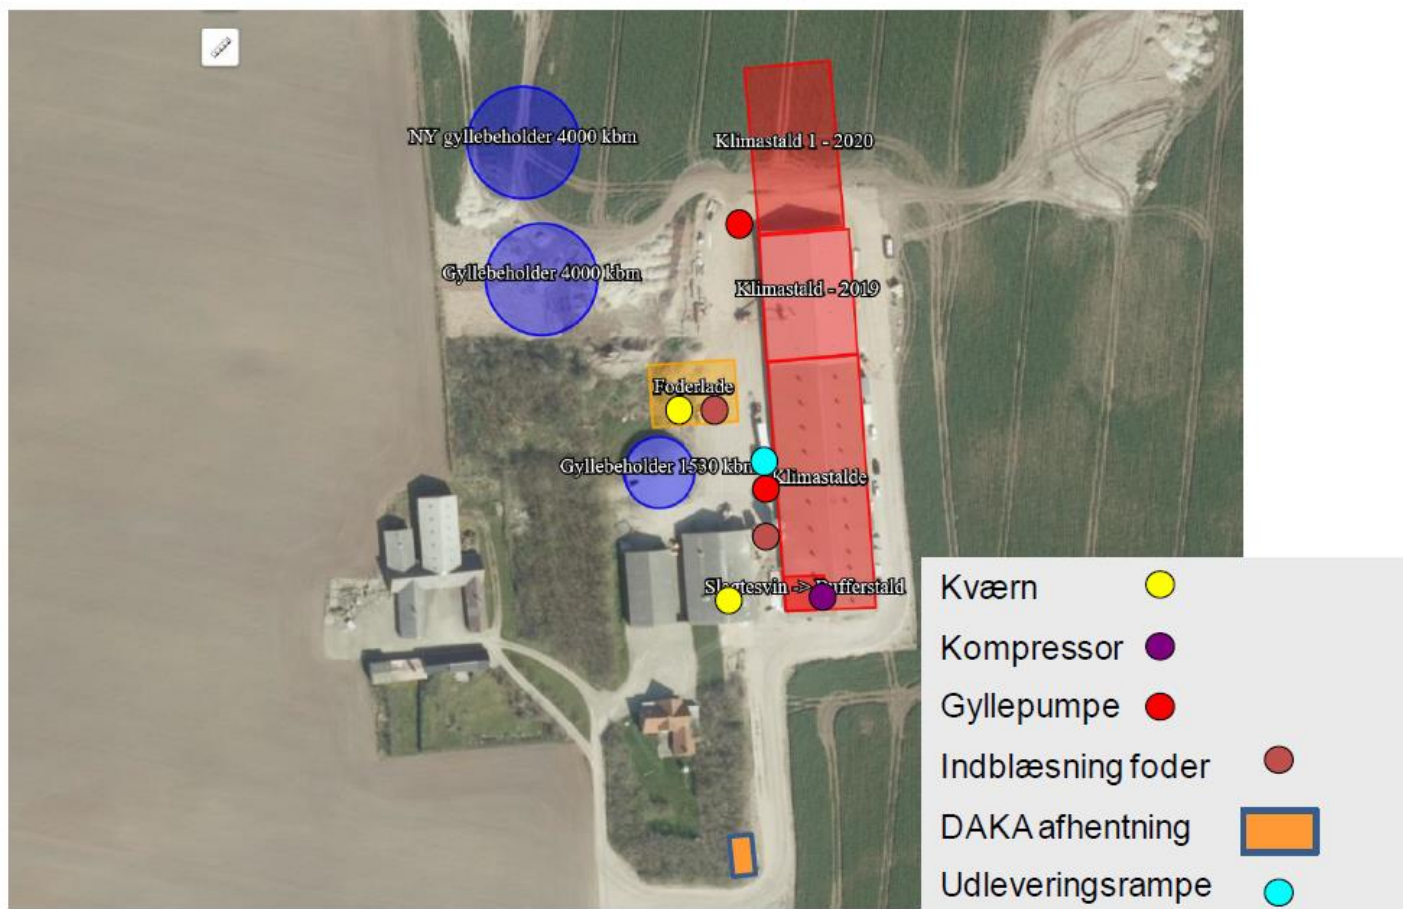 NY gyllebeholder 4000 kbm
Klimastald 1 - 2020
Gyllebeholder 4000 kbm
Klimastald - 2019
Foderlade
Gyllebeholder 1530 kbm
Klimastalde
Slagtesvin -> Bufferstald
Kværn
Kompressor
Gyllepumpe
Indblæsning foder
DAKA afhentning
Udleveringsrampe